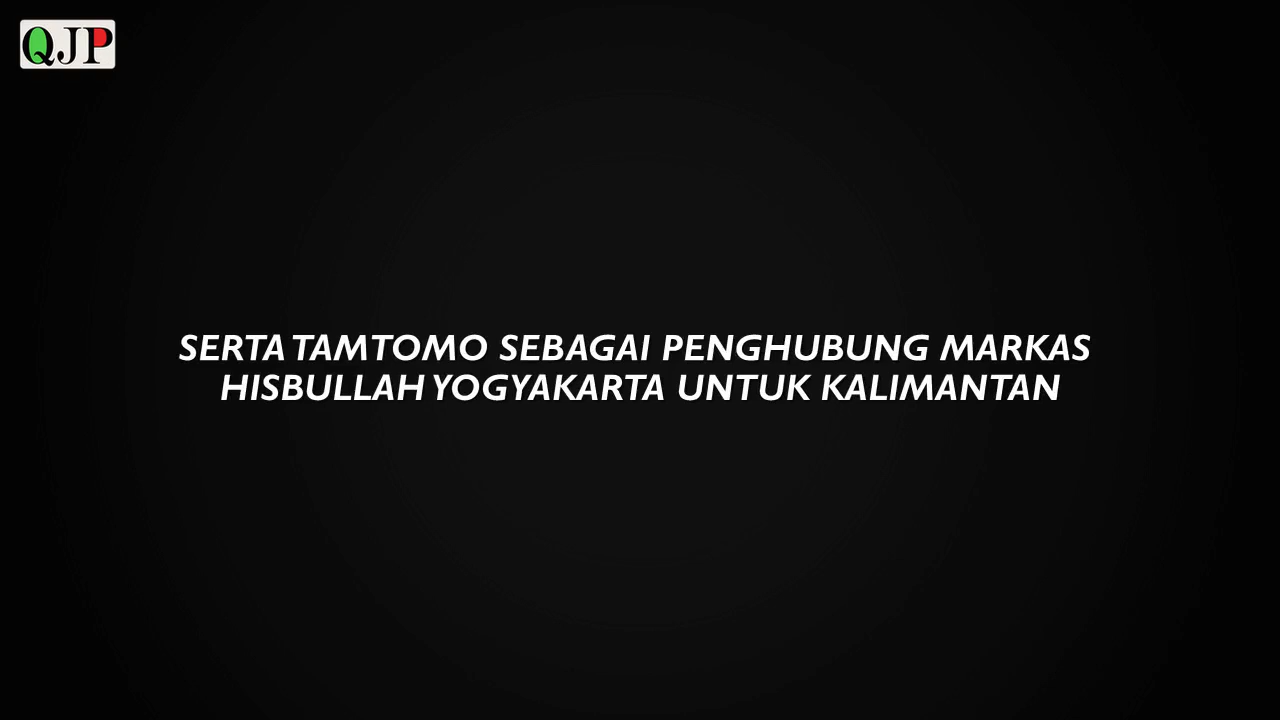 QJP
SERTA TAMTOMO SEBAGAI PENGHUBUNG MARKAS
HISBULLAH YOGYAKARTA UNTUK KALIMANTAN